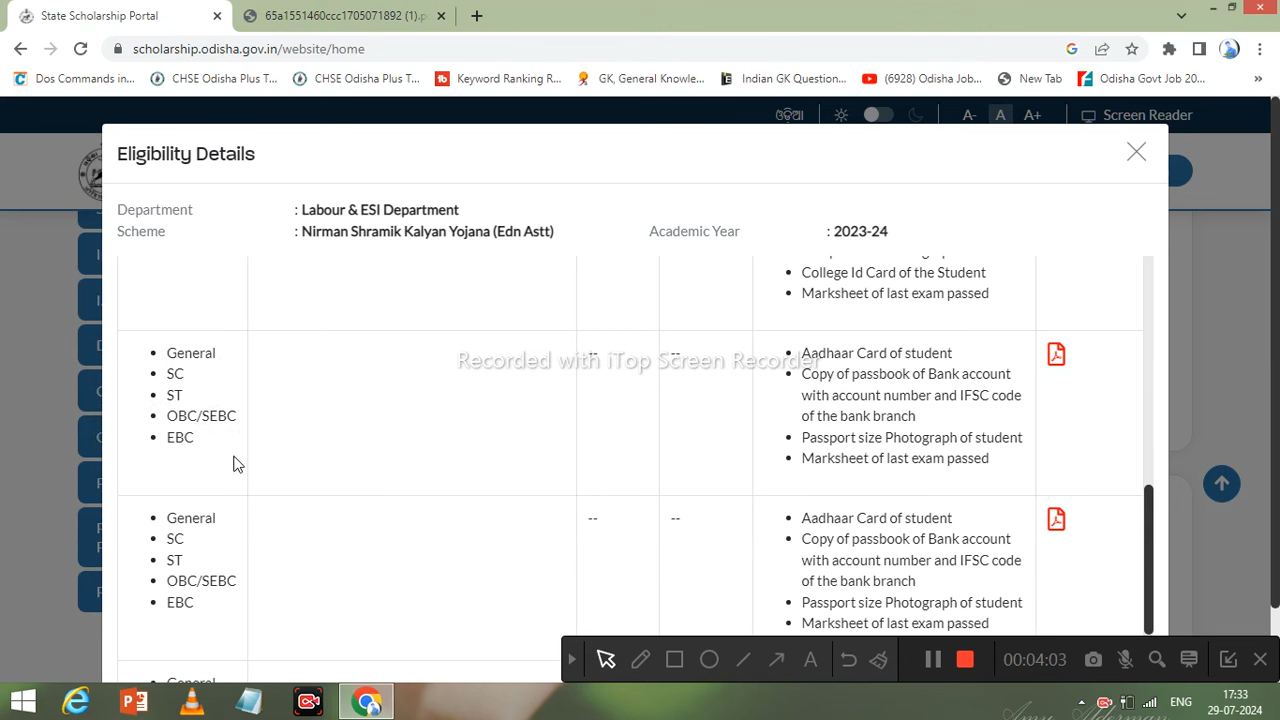 State Scholarship Portal
65a1551460ccc1705071892 (1).p
scholarship.odisha.gov.in/website/home
Dos Commands in...
CHSE Odisha Plus T...
CHSE Odisha Plus T...
Keyword Ranking R...
GK, General Knowle...
Indian GK Question...
(6928) Odisha Job...
New Tab
Odisha Govt Job 20...
»
ଓଡ଼ିଆ
A-
A
A+
Screen Reader
Eligibility Details
Department : Labour & ESI Department
Scheme : Nirman Shramik Kalyan Yojana (Edn Astt) Academic Year : 2023-24
• College Id Card of the Student
• Marksheet of last exam passed
Recorded with iTop Screen Recorder
• General
• SC
• ST
• OBC/SEBC
• EBC
--
--
• Aadhaar Card of student
• Copy of passbook of Bank account
with account number and IFSC code
of the bank branch
• Passport size Photograph of student
• Marksheet of last exam passed
• General
• SC
• ST
• OBC/SEBC
• EBC
--
--
• Aadhaar Card of student
• Copy of passbook of Bank account
with account number and IFSC code
of the bank branch
• Passport size Photograph of student
• Marksheet of last exam passed
General
00:04:03
ENG
17:33
29-07-2024